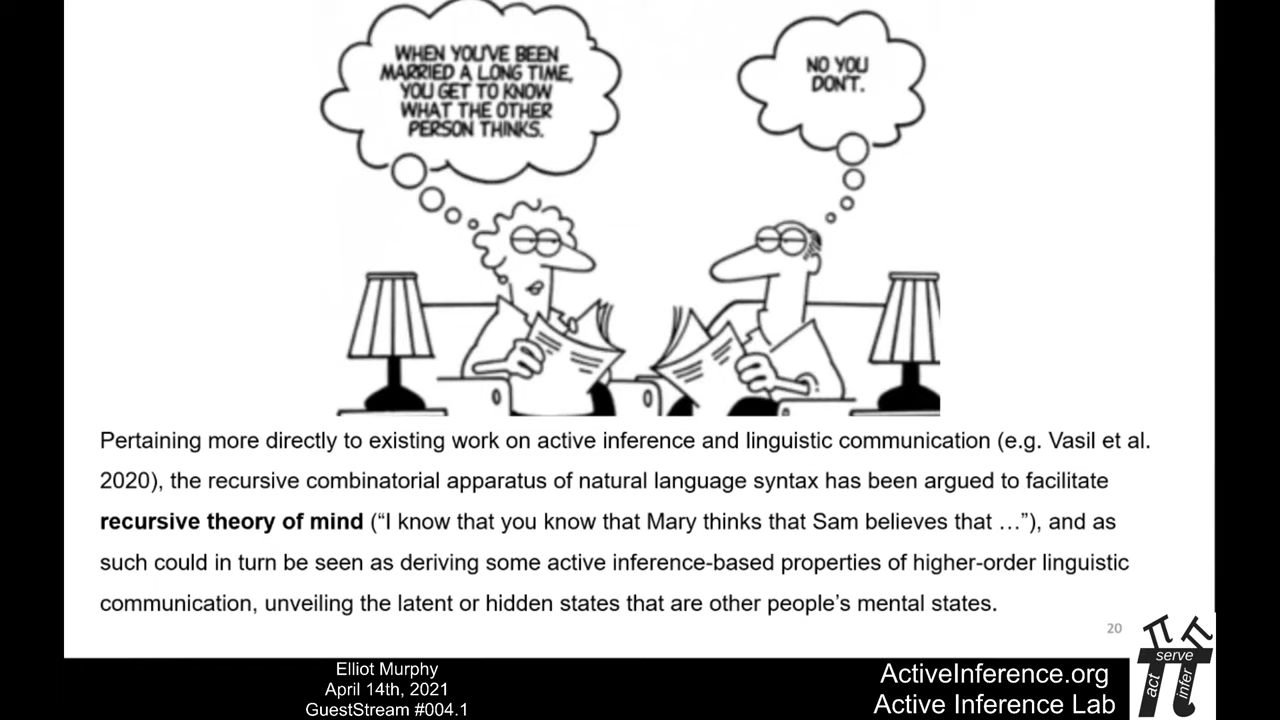 WHEN YOU'VE BEEN
MARRIED A LONG TIME,
YOU GET TO KNOW
WHAT THE OTHER
PERSON THINKS.
NO YOU
DON'T.
Pertaining more directly to existing work on active inference and linguistic communication (e.g. Vasil et al.
2020), the recursive combinatorial apparatus of natural language syntax has been argued to facilitate
recursive theory of mind (“I know that you know that Mary thinks that Sam believes that …”), and as
such could in turn be seen as deriving some active inference-based properties of higher-order linguistic
communication, unveiling the latent or hidden states that are other people’s mental states.
20
Elliot Murphy
April 14th, 2021
GuestStream #004.1
ActiveInference.org
Active Inference Lab
serve
act
infer